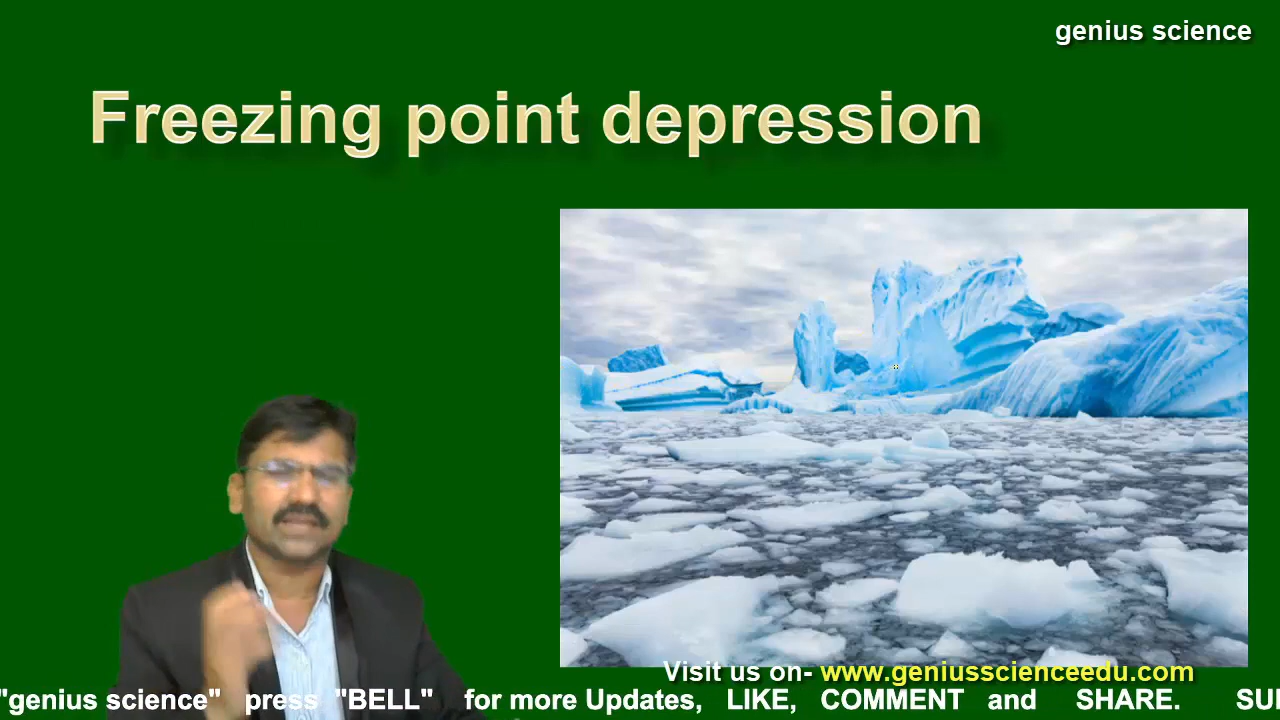 genius science
Freezing point depression
Visit us on- www.geniusscienceedu.com
"genius science" press "BELL" for more Updates, LIKE, COMMENT and SHARE.